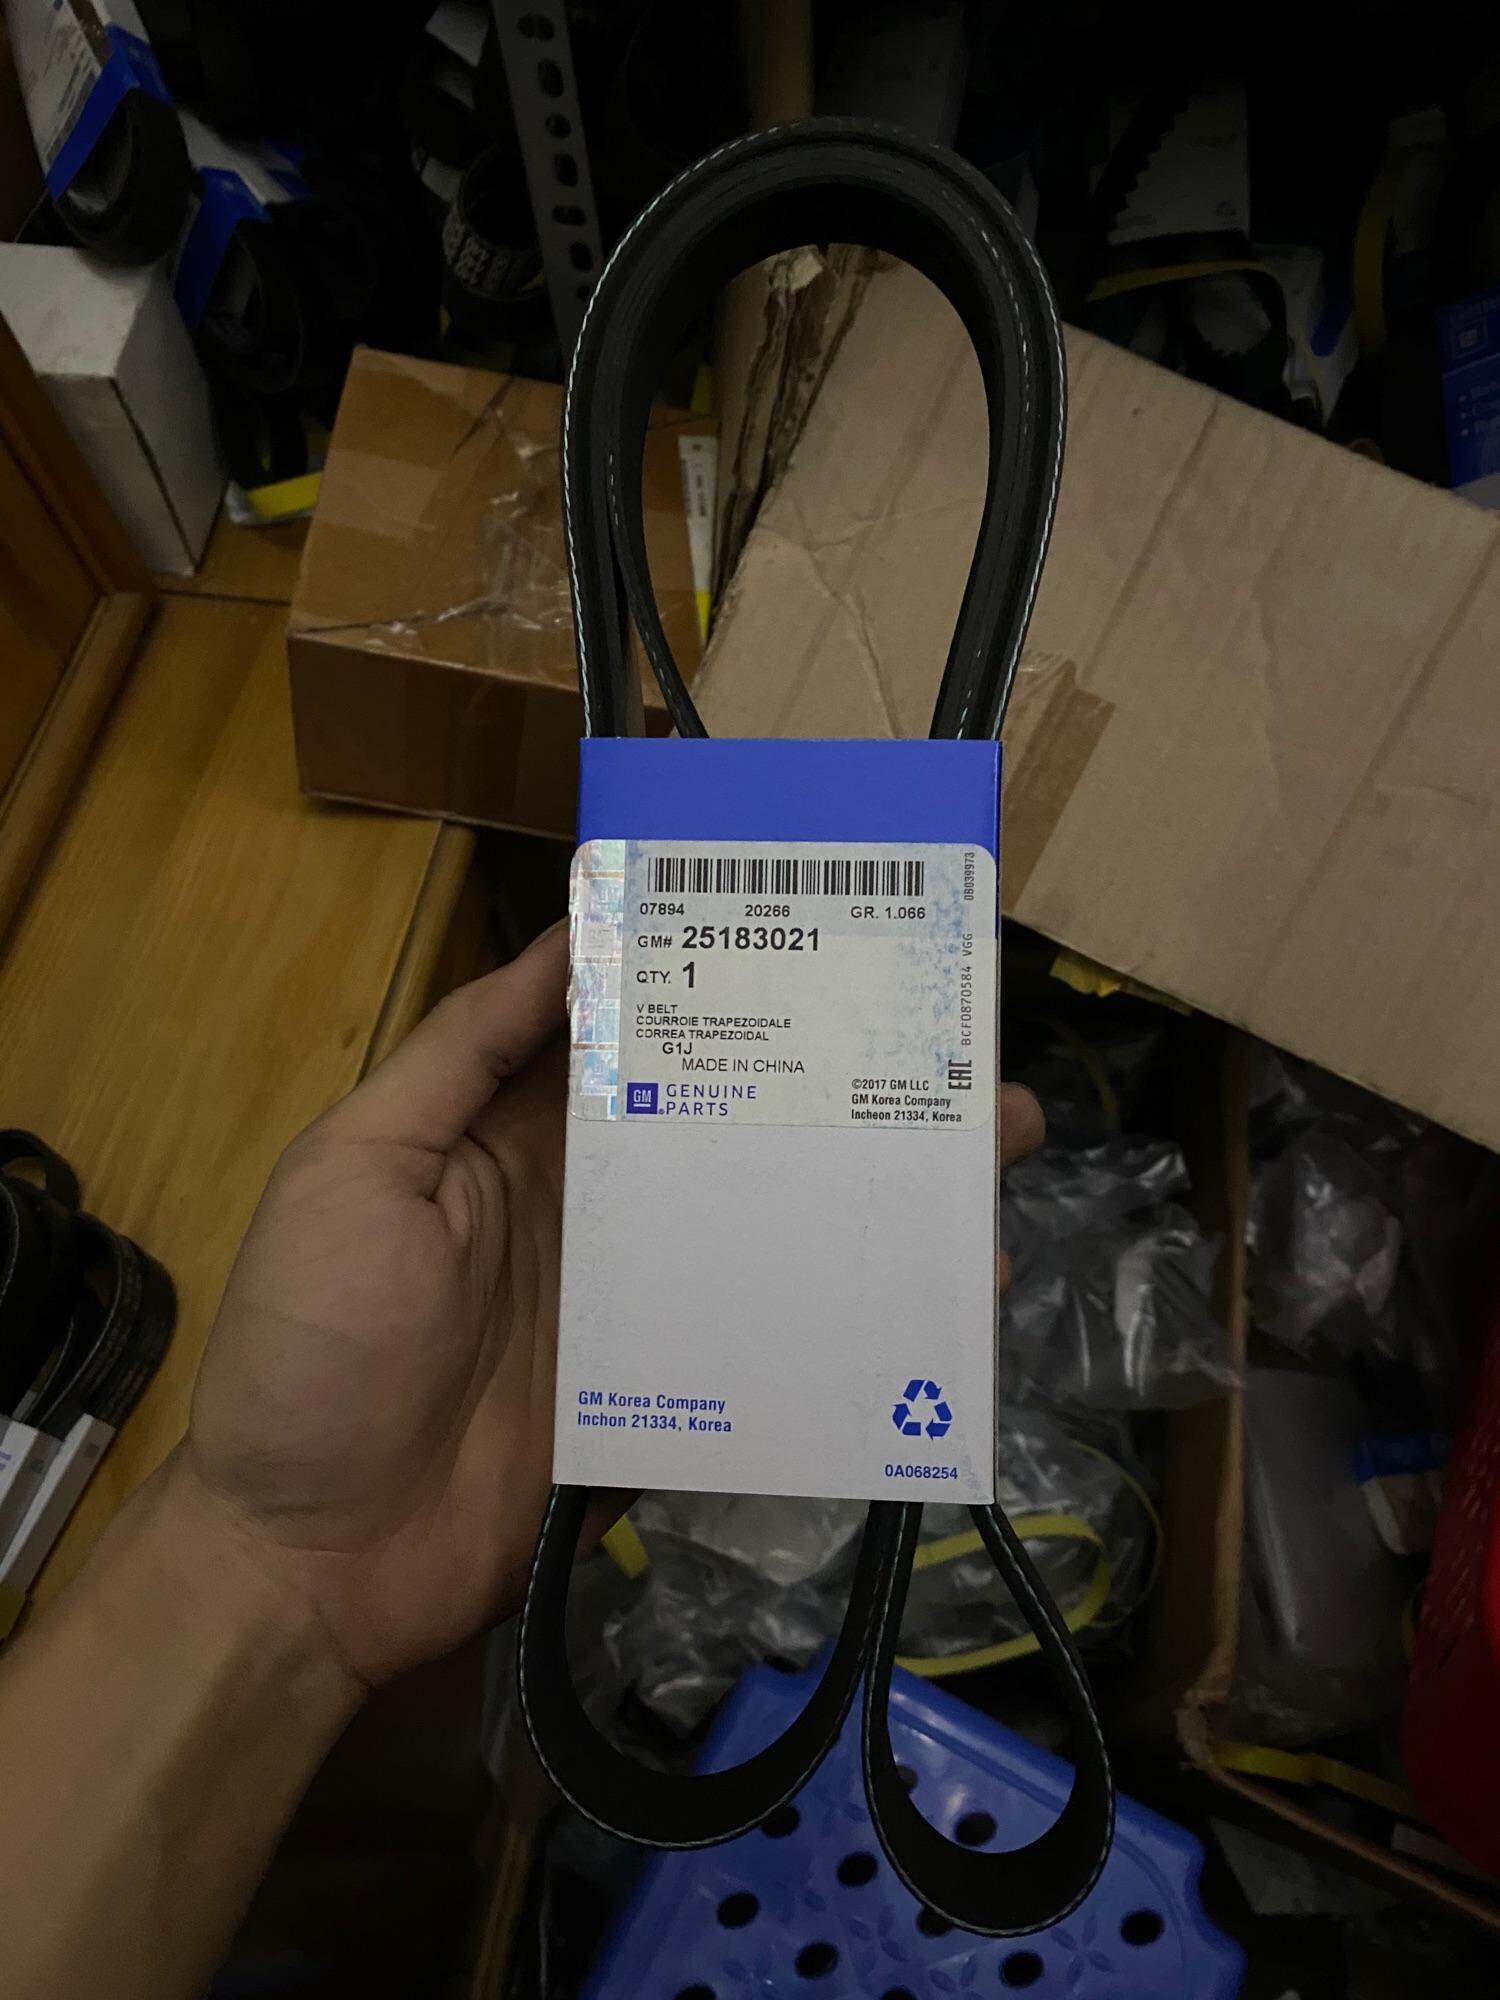 07894 20266 GR. 1.066
GM# 25183021
QTY. 1
V BELT
COURROIE TRAPEZOIDALE
CORREA TRAPEZOIDAL
G1J
MADE IN CHINA
GM GENUINE
PARTS
©2017 GM LLC
GM Korea Company
Incheon 21334, Korea
EAC BCF0870584 VGG 0B039973
GM Korea Company
Inchon 21334, Korea
0A068254